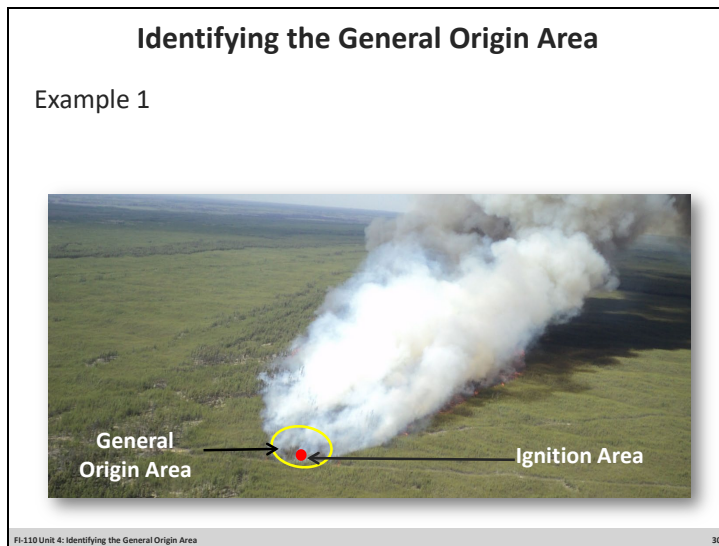 Identifying the General Origin Area
Example 1
General
Origin Area
Ignition Area
FI-110 Unit 4: Identifying the General Origin Area
30